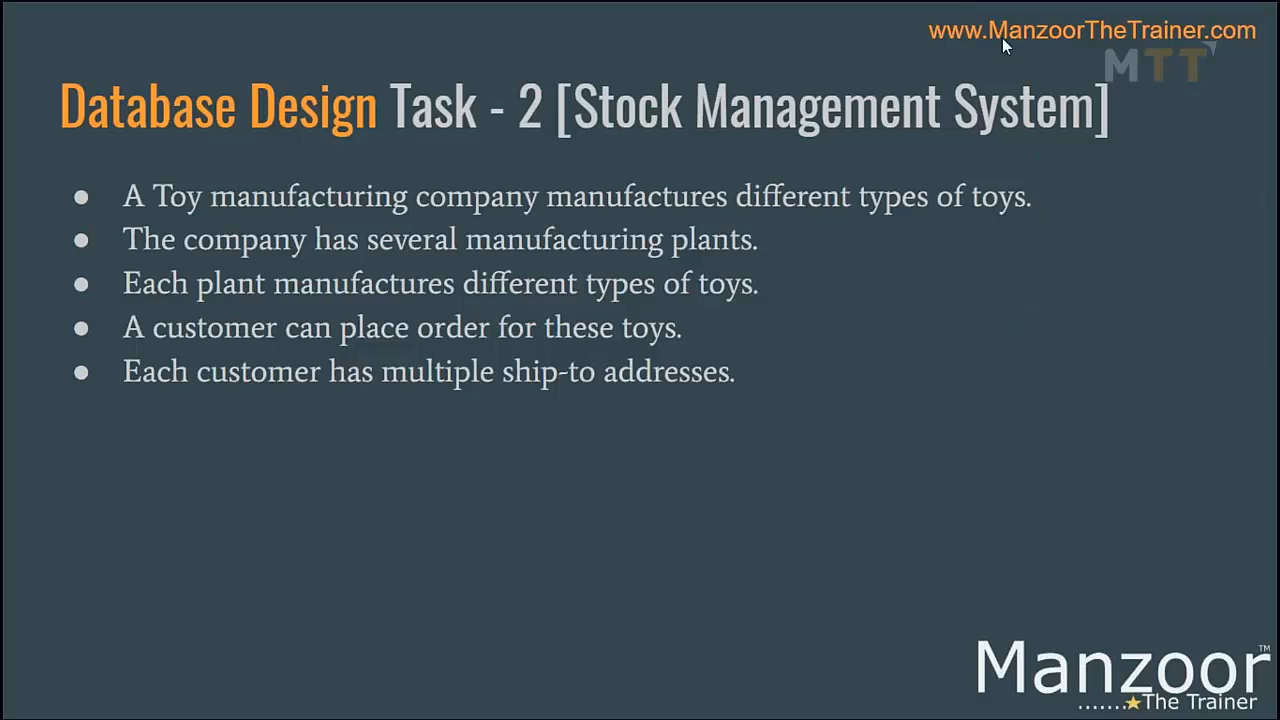 www.ManzoorTheTrainer.com
MTT
Database Design Task - 2 [Stock Management System]
● A Toy manufacturing company manufactures different types of toys.
● The company has several manufacturing plants.
● Each plant manufactures different types of toys.
● A customer can place order for these toys.
● Each customer has multiple ship-to addresses.
Manzoor™
.......★The Trainer